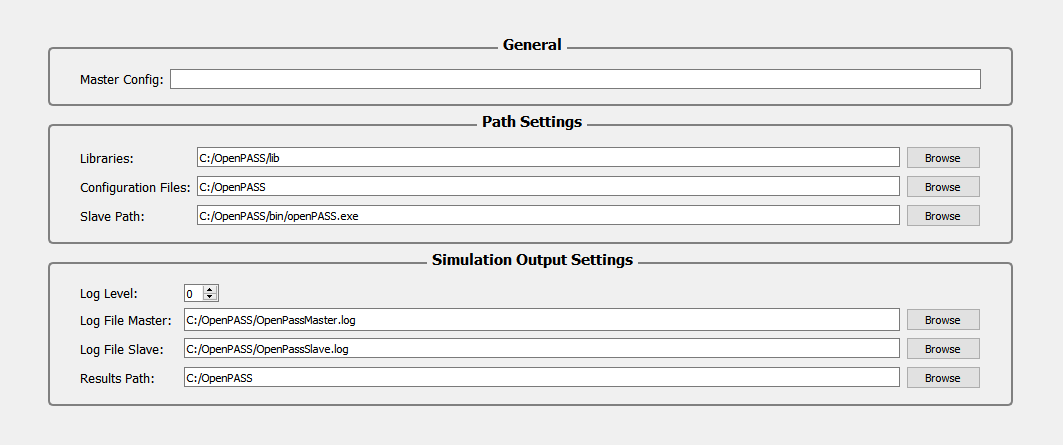 General
Master Config:
Path Settings
Libraries: C:/OpenPASS/lib Browse
Configuration Files: C:/OpenPASS Browse
Slave Path: C:/OpenPASS/bin/openPASS.exe Browse
Simulation Output Settings
Log Level: 0
Log File Master: C:/OpenPASS/OpenPassMaster.log Browse
Log File Slave: C:/OpenPASS/OpenPassSlave.log Browse
Results Path: C:/OpenPASS Browse